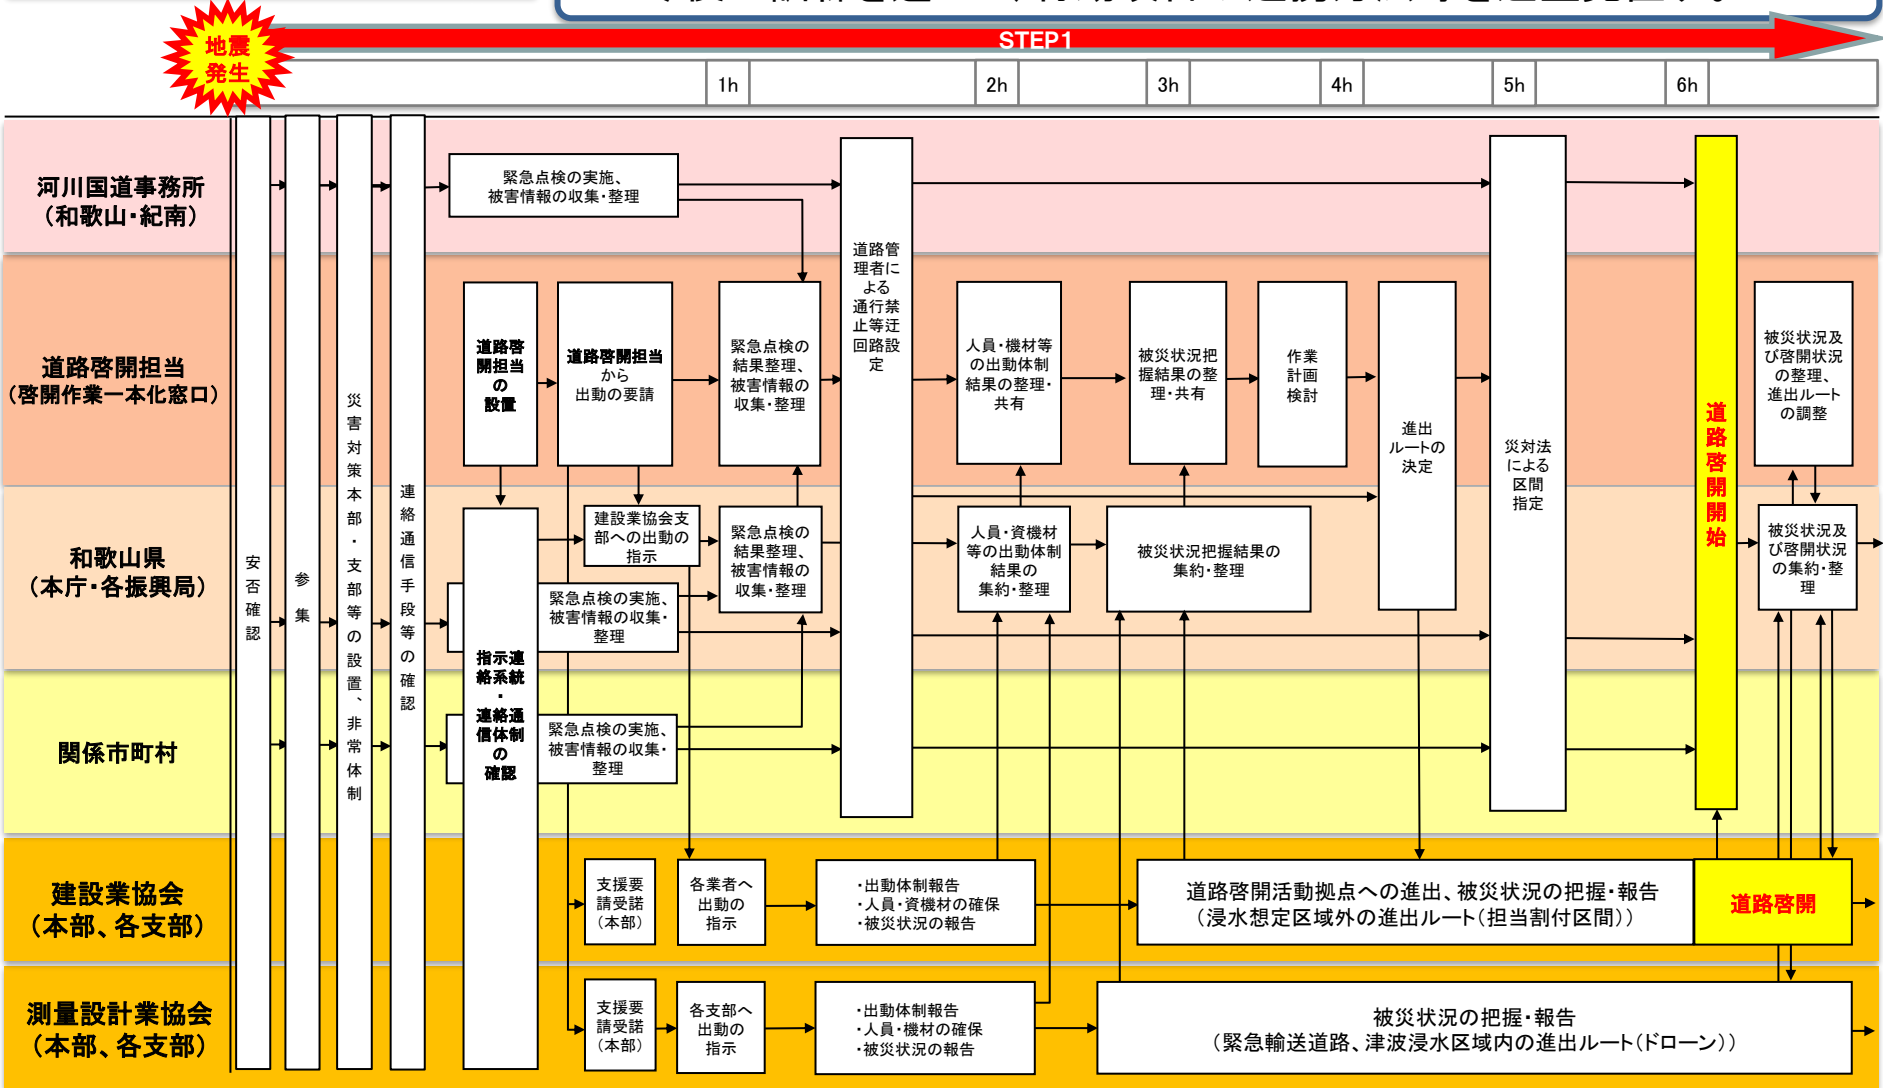 地震
発生
STEP1
1h
2h
3h
4h
5h
6h
河川国道事務所
（和歌山・紀南）
道路啓開担当
（啓開作業一本化窓口）
和歌山県
（本庁・各振興局）
関係市町村
建設業協会
（本部、各支部）
測量設計業協会
（本部、各支部）
安否確認
参集
災害対策本部・支部等の設置、非常体制
連絡通信手段等の確認
緊急点検の実施、
被害情報の収集・整理
道路啓
開担当
の
設置
道路啓開担当
から
出動の要請
緊急点検の
結果整理、
被害情報の
収集・整理
道路管
理者に
よる
通行禁
止等迂
回路設
定
人員・機材等
の出動体制
結果の整理・
共有
被災状況把
握結果の整
理・共有
作業
計画
検討
進出
ルートの
決定
災対法
による
区間
指定
道路啓開開始
被災状況及
び啓開状況
の整理、
進出ルート
の調整
指示連
絡系統
・
連絡通
信体制
の
確認
建設業協会支
部への出動の
指示
緊急点検の
結果整理、
被害情報の
収集・整理
緊急点検の実施、
被害情報の収集・
整理
人員・資機材
等の出動体制
結果の
集約・整理
被災状況把握結果の
集約・整理
被災状況及
び啓開状況
の集約・整
理
緊急点検の実施、
被害情報の収集・
整理
支援要
請受諾
（本部）
各業者へ
出動の
指示
・出動体制報告
・人員・資機材の確保
・被災状況の報告
道路啓開活動拠点への進出、被災状況の把握・報告
（浸水想定区域外の進出ルート（担当割付区間））
道路啓開
支援要
請受諾
（本部）
各支部へ
出動の
指示
・出動体制報告
・人員・機材の確保
・被災状況の報告
被災状況の把握・報告
（緊急輸送道路、津波浸水区域内の進出ルート（ドローン））